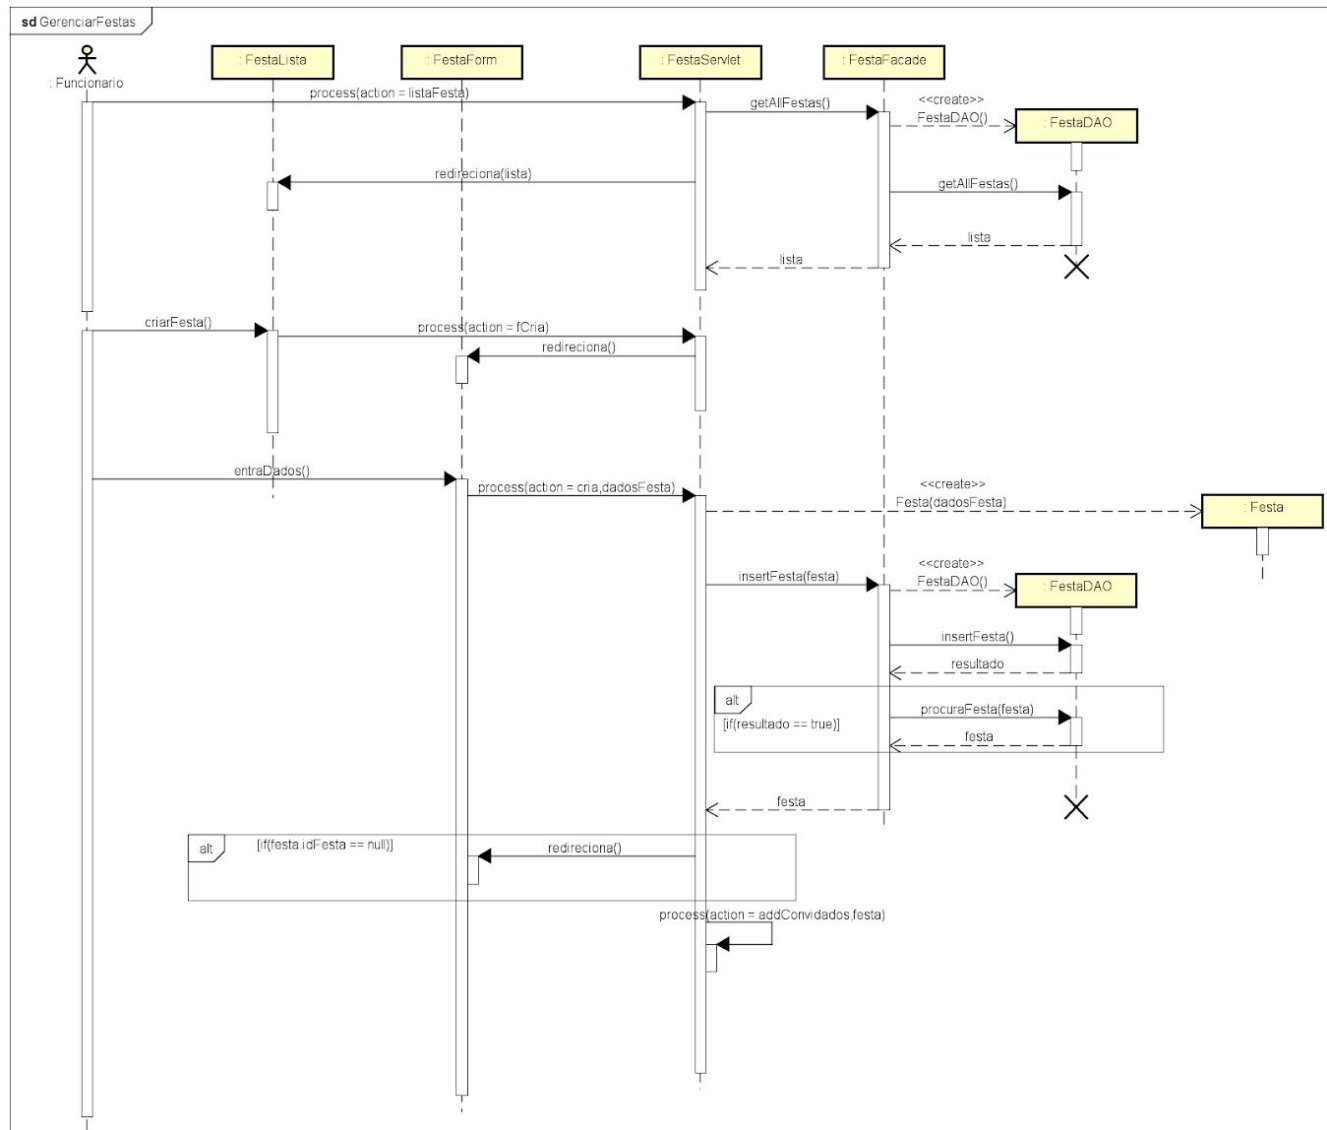 sd GerenciarFestas
: Funcionario
: FestaLista
: FestaForm
: FestaServlet
: FestaFacade
process(action = listaFesta)
getAllFestas()
<<create>>
FestaDAO()
: FestaDAO
redireciona(lista)
getAllFestas()
lista
lista
criarFesta()
process(action = fCria)
redireciona()
entraDados()
process(action = cria,dadosFesta)
<<create>>
Festa(dadosFesta)
: Festa
insertFesta(festa)
<<create>>
FestaDAO()
: FestaDAO
insertFesta()
resultado
alt
[if(resultado == true)]
procuraFesta(festa)
festa
festa
alt
[if(festa.idFesta == null)]
redireciona()
process(action = addConvidados,festa)